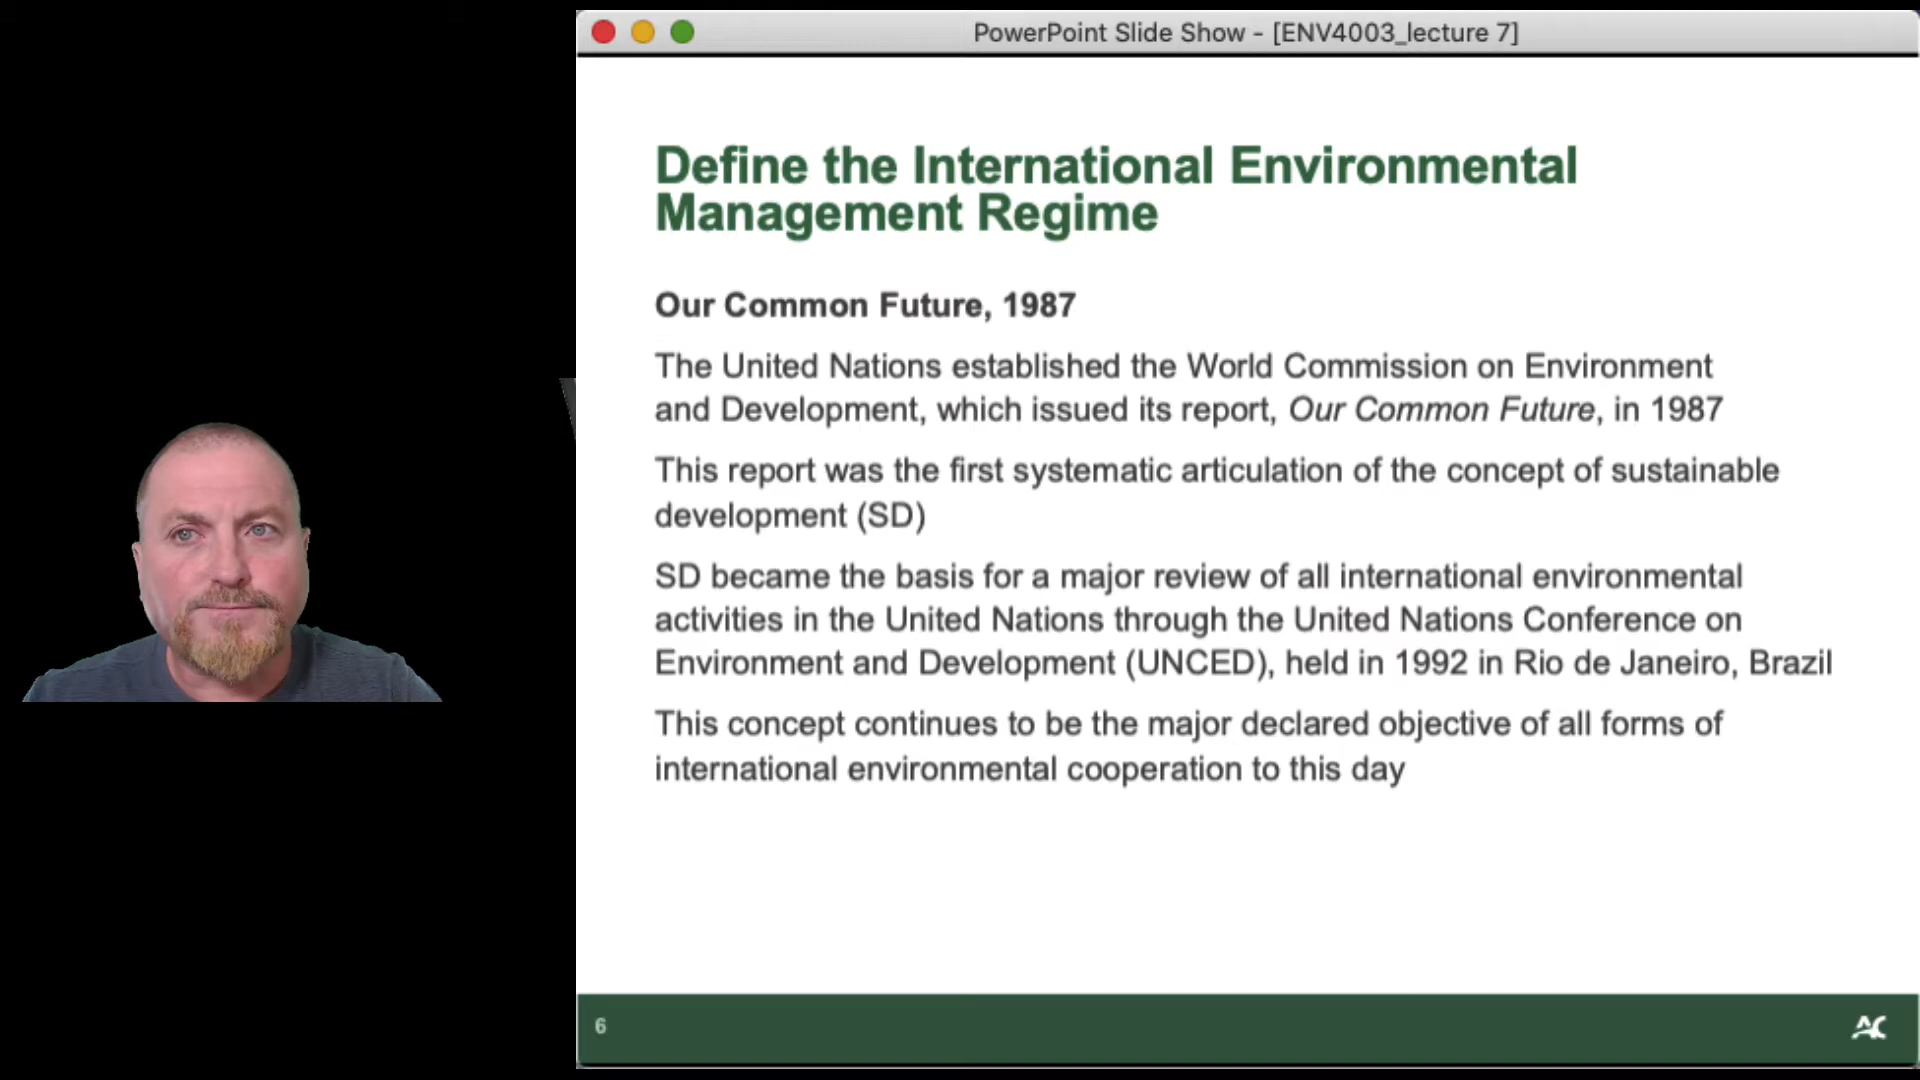 PowerPoint Slide Show - [ENV4003_lecture 7]
Define the International Environmental
Management Regime
Our Common Future, 1987
The United Nations established the World Commission on Environment
and Development, which issued its report, Our Common Future, in 1987
This report was the first systematic articulation of the concept of sustainable
development (SD)
SD became the basis for a major review of all international environmental
activities in the United Nations through the United Nations Conference on
Environment and Development (UNCED), held in 1992 in Rio de Janeiro, Brazil
This concept continues to be the major declared objective of all forms of
international environmental cooperation to this day
6
AC